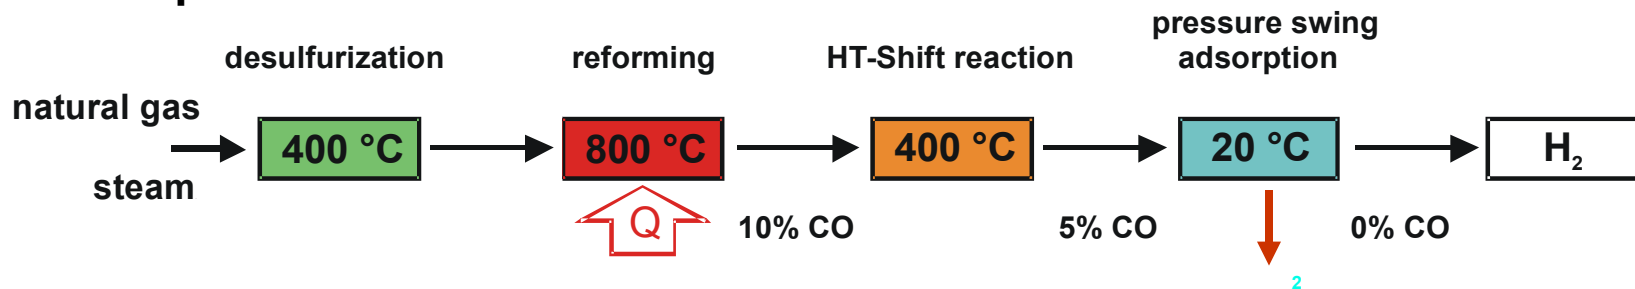 pressure swing
desulfurization reforming HT-Shift reaction adsorption
natural gas
400 °C 800 °C 400 °C 20 °C H₂
steam
Q 10% CO 5% CO 0% CO
2